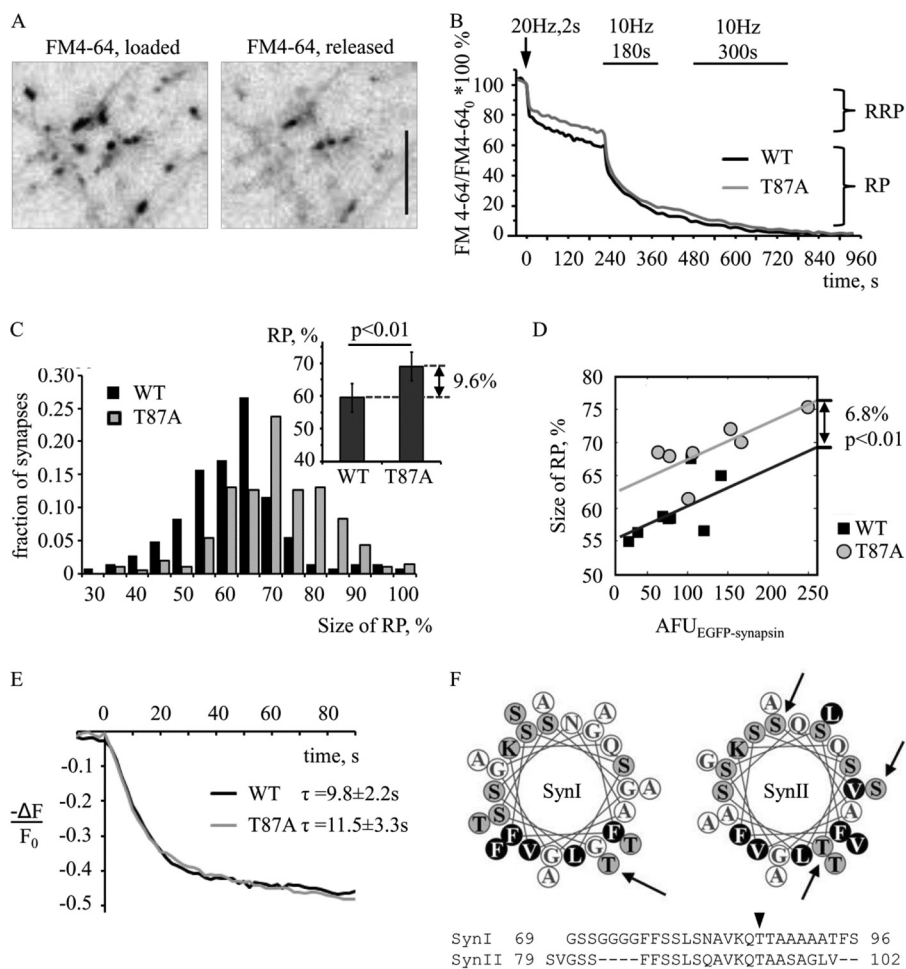 A
FM4-64, loaded
FM4-64, released
B
20Hz,2s
10Hz
180s
10Hz
300s
FM 4-64/FM4-64₀ *100 %
100
80
60
40
20
0
WT
T87A
RRP
RP
0 120 240 360 480 600 720 840 960
time, s
C
fraction of synapses
0.30
0.25
0.20
0.15
0.10
0.05
0
WT
T87A
30 40 50 60 70 80 90 100
Size of RP, %
RP, %
p<0.01
70
60
50
40
9.6%
WT T87A
D
Size of RP, %
80
75
70
65
60
55
50
0 50 100 150 200 250
AFU_EGFP-synapsin
6.8%
p<0.01
WT
T87A
E
0 20 40 60 80
time, s
-0.1
-0.2
-0.3
-0.4
-0.5
-ΔF
F₀
WT τ =9.8±2.2s
T87A τ =11.5±3.3s
F
SynI
SynII
SynI 69 GSSGGGGFFSSLSNAVKQTTAAAAATFS 96
SynII 79 SVGSS----FFSSLSQAVKQTAASAGLV-- 102